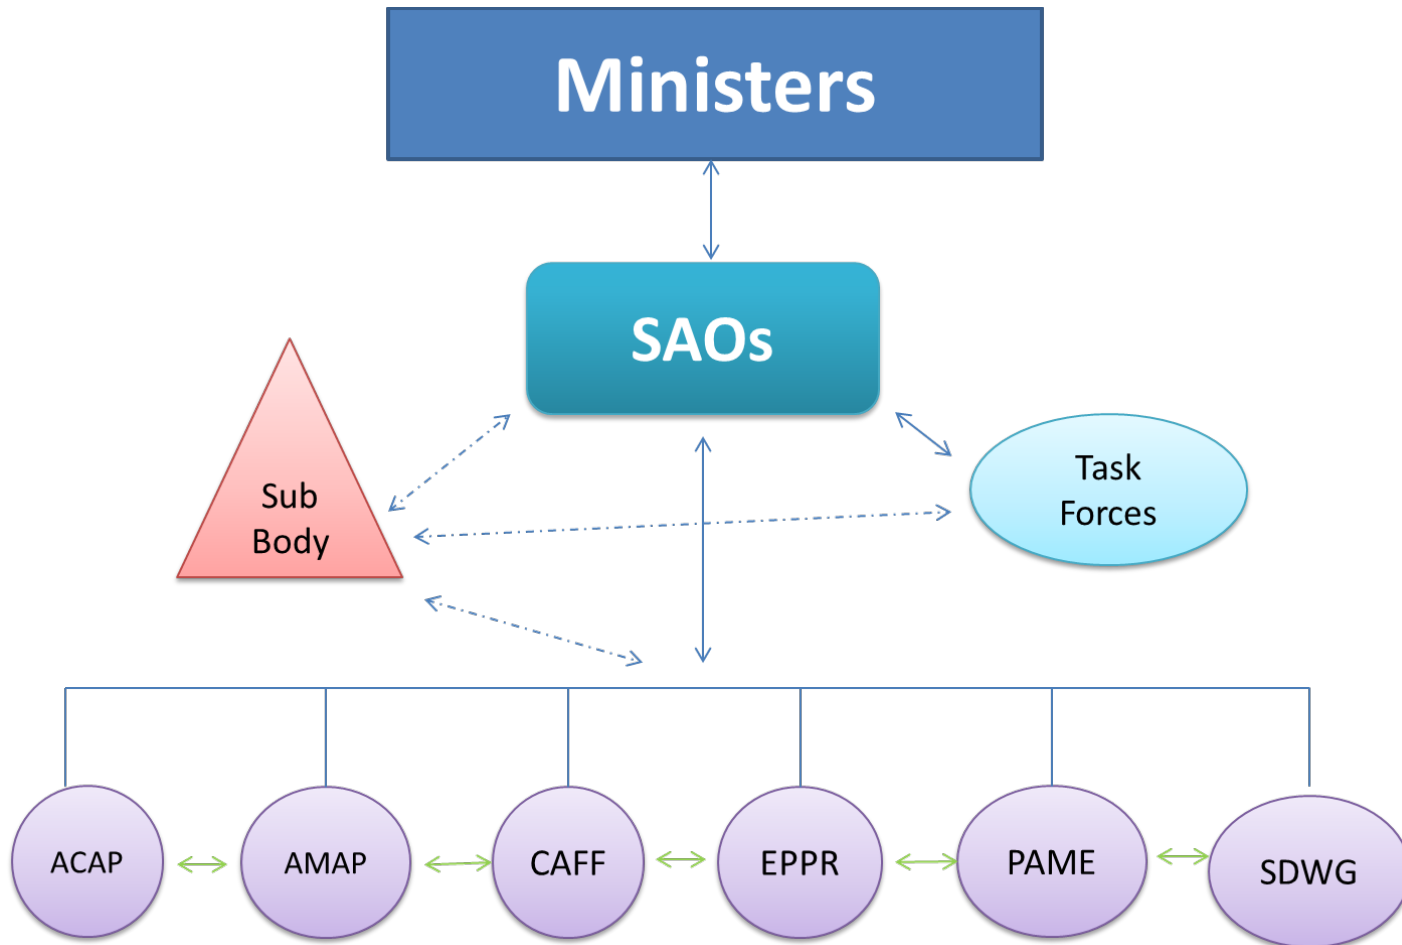 Ministers
SAOs
Sub
Body
Task
Forces
ACAP
AMAP
CAFF
EPPR
PAME
SDWG